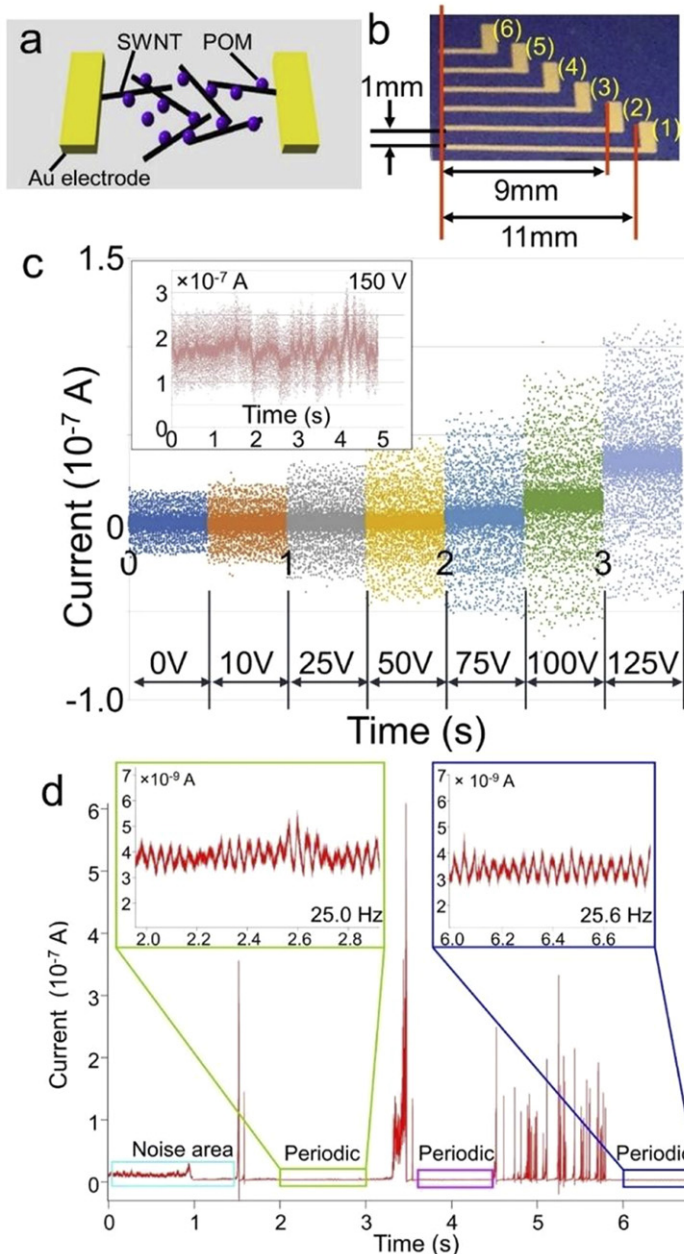 a
SWNT POM
Au electrode
b
(6)
(5)
(4)
(3)
(2)
(1)
1mm
9mm
11mm
c
1.5
×10-7 A 150 V
3
2
1
0
Time (s)
0 1 2 3 4 5
Current (10-7 A)
0
0 1 2 3
0V 10V 25V 50V 75V 100V 125V
-1.0
Time (s)
d
7 ×10-9 A
6
5
4
3
2
25.0 Hz
2.0 2.2 2.4 2.6 2.8
7 × 10-9 A
6
5
4
3
2
25.6 Hz
6.0 6.2 6.4 6.6
6
5
4
3
2
1
0
Current (10-7 A)
Noise area Periodic Periodic Periodic
0 1 2 3 4 5 6
Time (s)